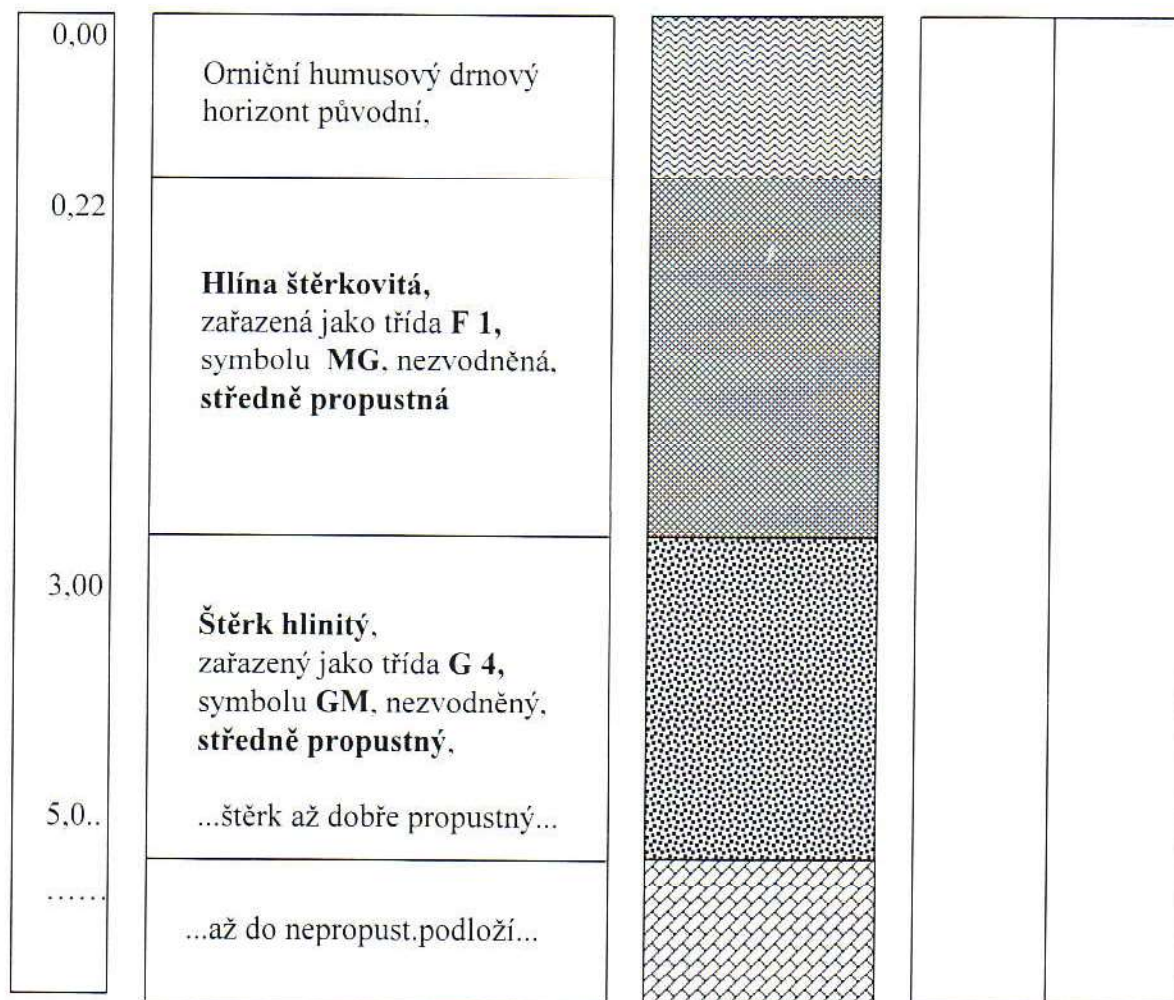 0,00
Orniční humusový drnový
horizont původní,
0,22
Hlína štěrkovitá,
zařazená jako třída F 1,
symbolu MG, nezvodněná,
středně propustná
3.00
Štěrk hlinitý,
zařazený jako třída G 4,
symbolu GM, nezvodněný,
středně propustný,
5,0..
...štěrk až dobře propustný...
......
...až do nepropust.podloží...